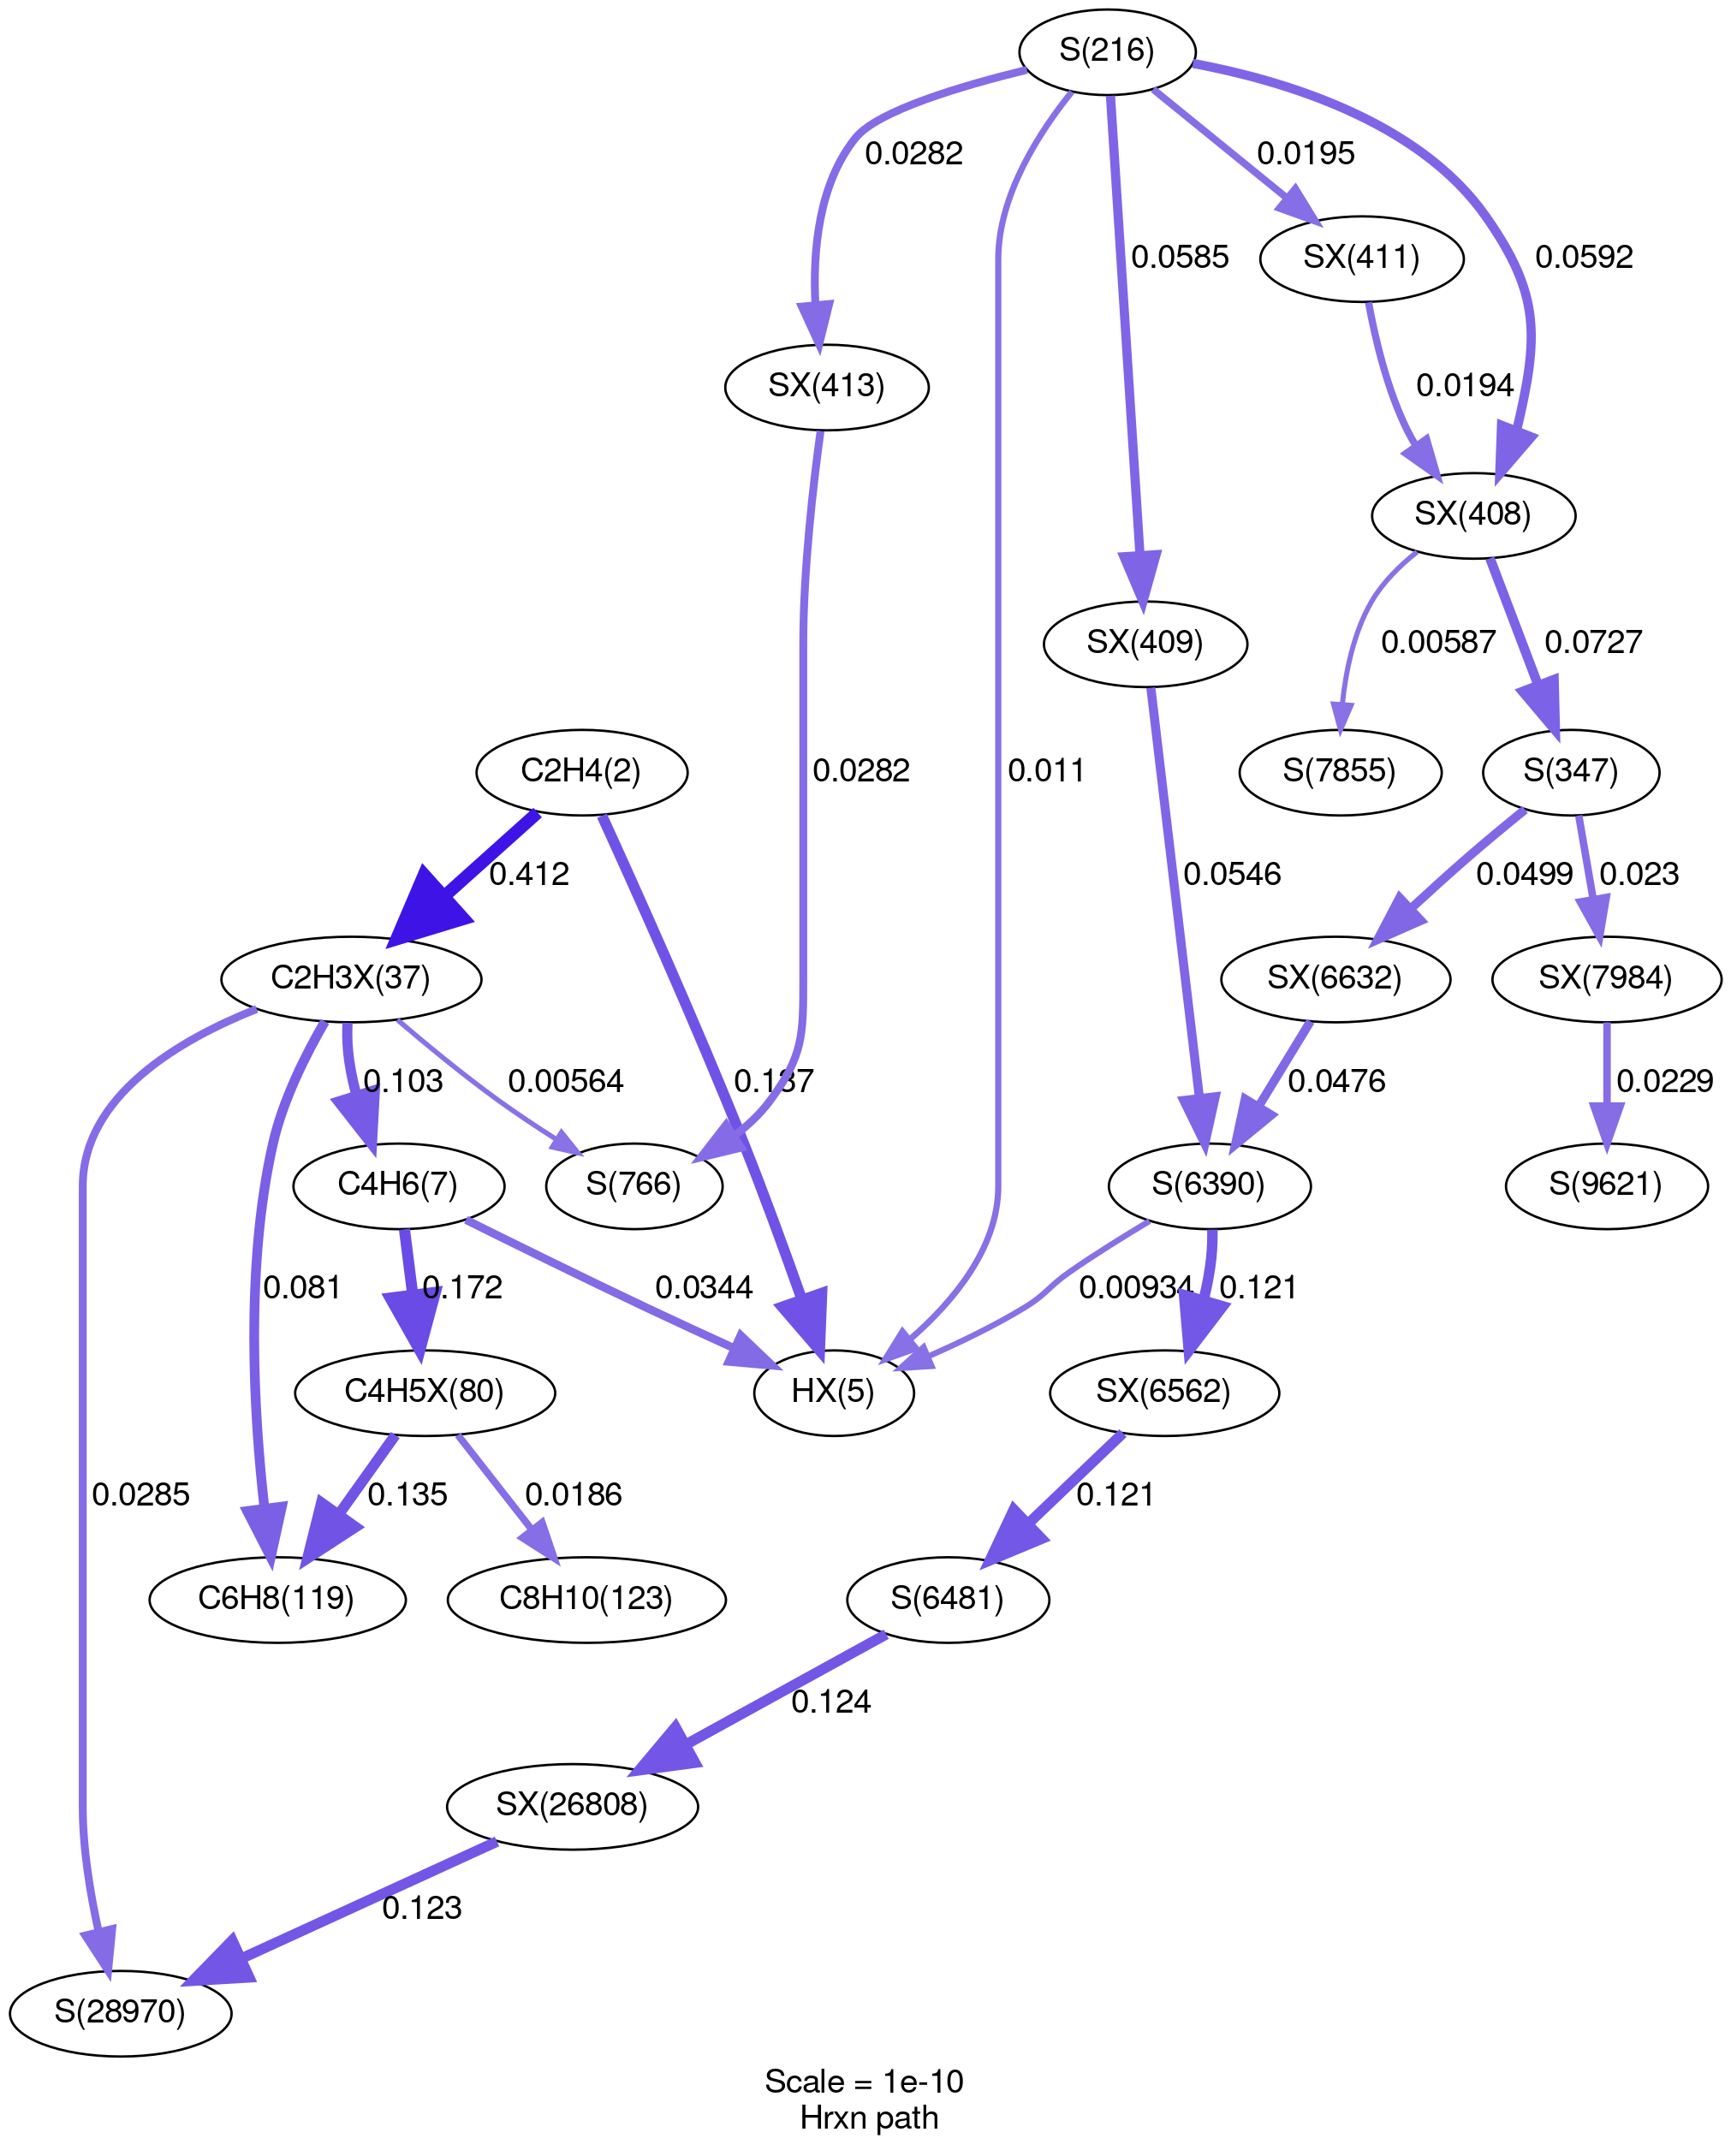 S(216)
0.0282
0.0195
SX(411)
0.0585
0.0592
SX(413)
0.0194
SX(408)
SX(409)
0.00587
0.0727
C2H4(2)
0.0282
0.011
S(7855)
S(347)
0.412
0.0546
0.0499
0.023
C2H3X(37)
SX(6632)
SX(7984)
0.103
0.00564
0.137
0.0476
0.0229
C4H6(7)
S(766)
S(6390)
S(9621)
0.081
0.172
0.0344
0.00934
0.121
C4H5X(80)
HX(5)
SX(6562)
0.0285
0.135
0.0186
0.121
C6H8(119)
C8H10(123)
S(6481)
0.124
SX(26808)
0.123
S(28970)
Scale = 1e-10
Hrxn path